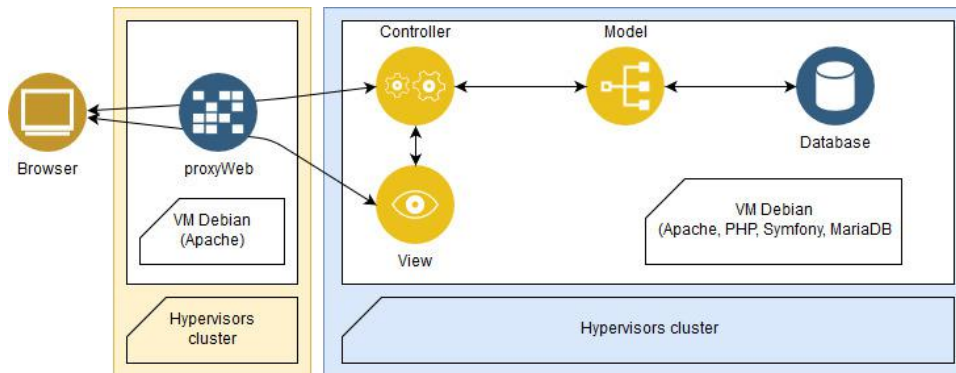 Controller
Model
Browser
proxyWeb
Database
VM Debian
(Apache)
View
VM Debian
(Apache, PHP, Symfony, MariaDB
Hypervisors
cluster
Hypervisors cluster